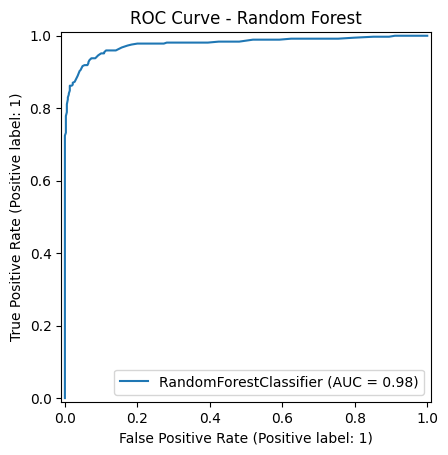 ROC Curve - Random Forest
1.0
0.8
0.6
0.4
0.2
0.0
True Positive Rate (Positive label: 1)
RandomForestClassifier (AUC = 0.98)
0.0 0.2 0.4 0.6 0.8 1.0
False Positive Rate (Positive label: 1)